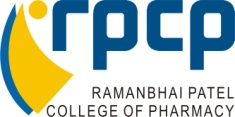 rpcp
RAMANBHAI PATEL
COLLEGE OF PHARMACY